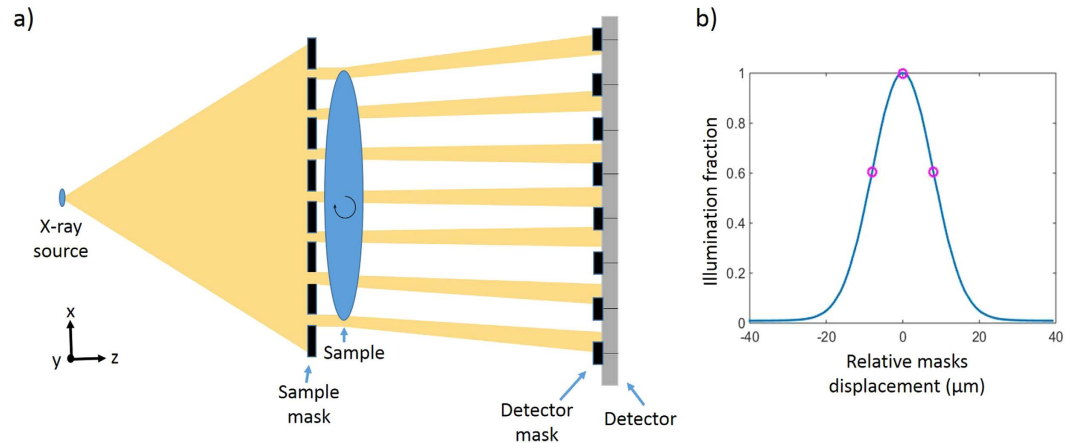 a)
X-ray
source
x
y
z
Sample
Sample
mask
Detector
mask
Detector
b)
Illumination fraction
1
0.8
0.6
0.4
0.2
0
-40
-20
0
20
40
Relative masks
displacement (μm)